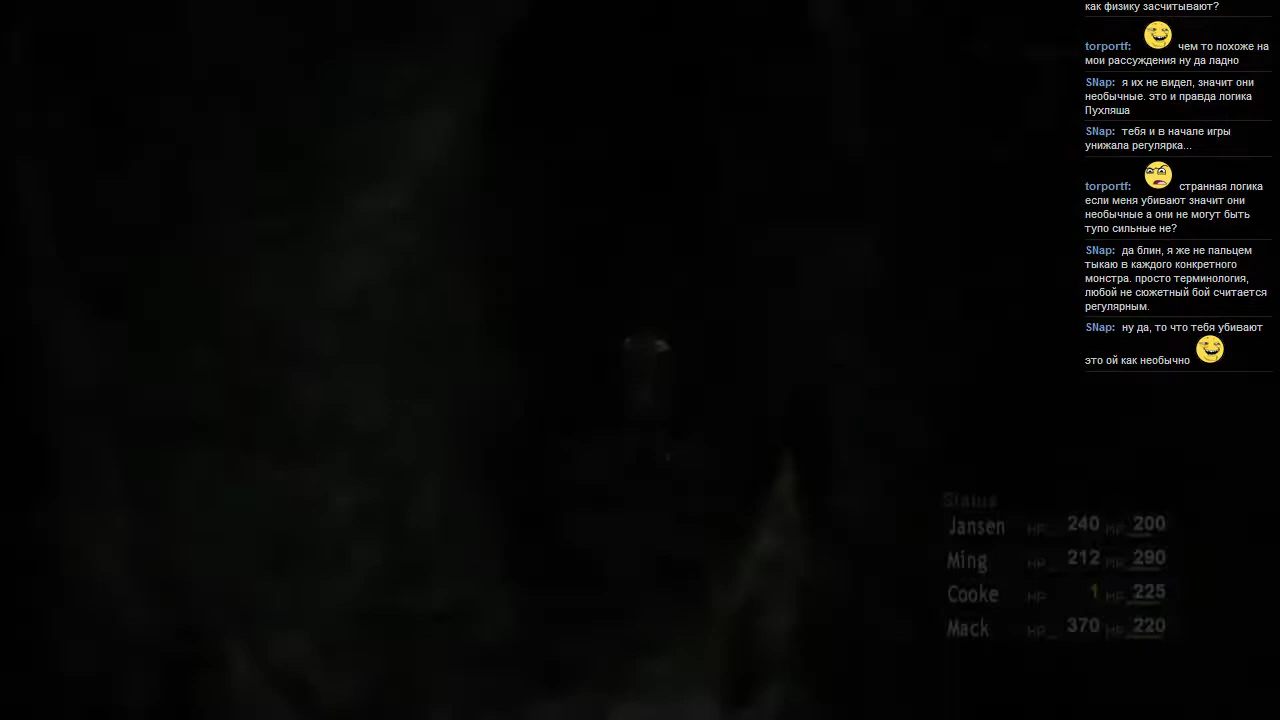 как физику засчитывают?
torportf: чем то похоже на
мои рассуждения ну да ладно
SNap: я их не видел, значит они
необычные. это и правда логика
Пухляша
SNap: тебя и в начале игры
унижала регулярка...
torportf: странная логика
если меня убивают значит они
необычные а они не могут быть
тупо сильные не?
SNap: да блин, я же не пальцем
тыкаю в каждого конкретного
монстра. просто терминология,
любой не сюжетный бой считается
регулярным.
SNap: ну да, то что тебя убивают
это ой как необычно
Status
Jansen HP 240 MP 200
Ming HP 212 MP 290
Cooke HP 1 MP 225
Mack HP 370 MP 220